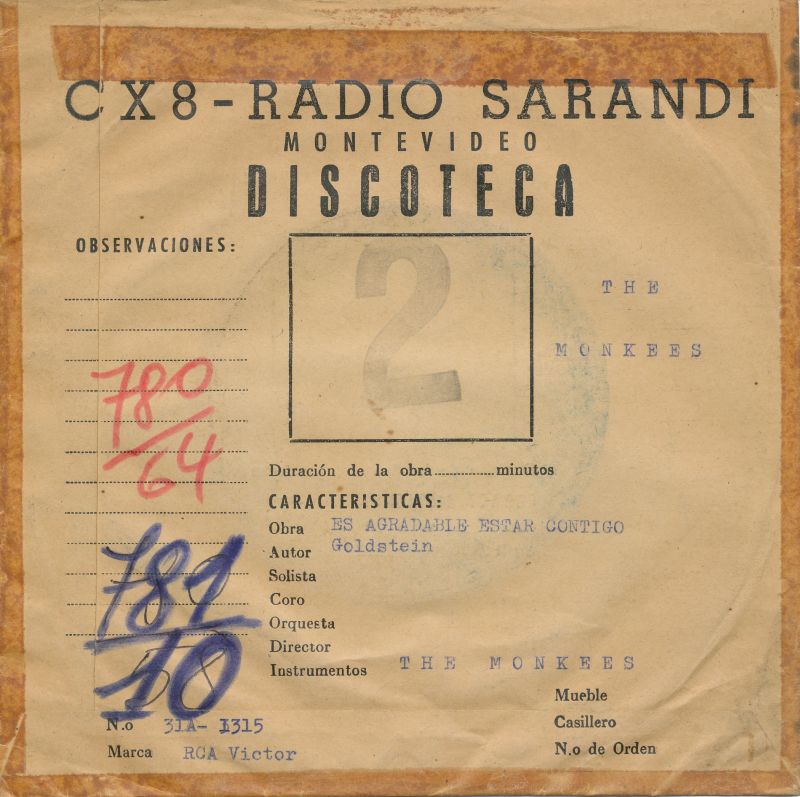 CX8-RADIO SARANDI
MONTEVIDEO
DISCOTECA
OBSERVACIONES:
2
THE
MONKEES
780/64
Duración de la obra..............minutos
CARACTERISTICAS:
Obra ES AGRADABLE ESTAR CONTIGO
Autor Goldstein
Solista
Coro
Orquesta
Director
Instrumentos THE MONKEES
781/10
58
Mueble
N.o 31A- 1315
Casillero
Marca RCA Victor
N.o de Orden